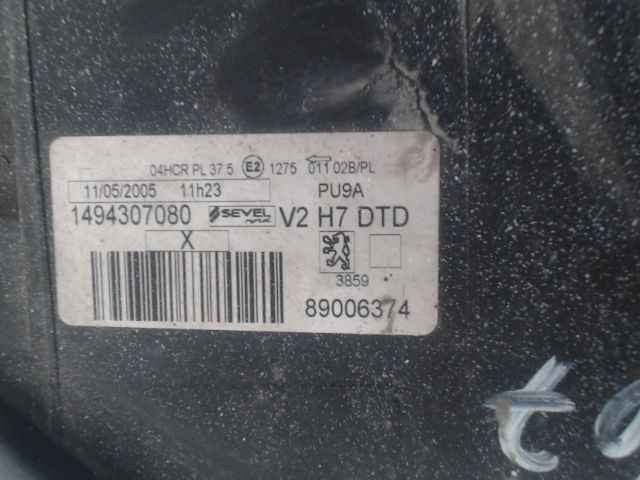 04HCR PL 37 5 E2 1275 011 02B/PL
11/05/2005 11h23 PU9A
1494307080 SEVEL V2 H7 DTD
X
3859
89006374